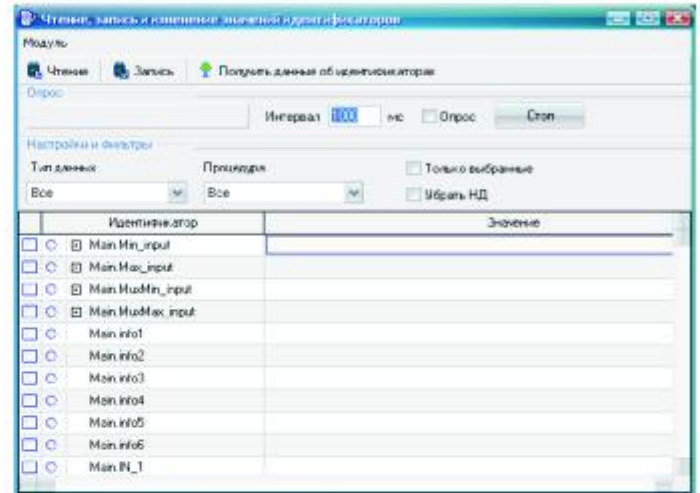 Чтение, запись и изменение значений идентификаторов
Модуль
Чтение Запись Получить данные об идентификаторах
Опрос
Интервал 1000 мс Опрос Стоп
Настройки и фильтры
Тип данных Процедура Только выбранные
Все Все Убрать НД
Идентификатор Значение
Main.Min_input
Main.Max_input
Main.MuxMin_input
Main.MuxMax_input
Main.info1
Main.info2
Main.info3
Main.info4
Main.info5
Main.info6
Main.IN_1